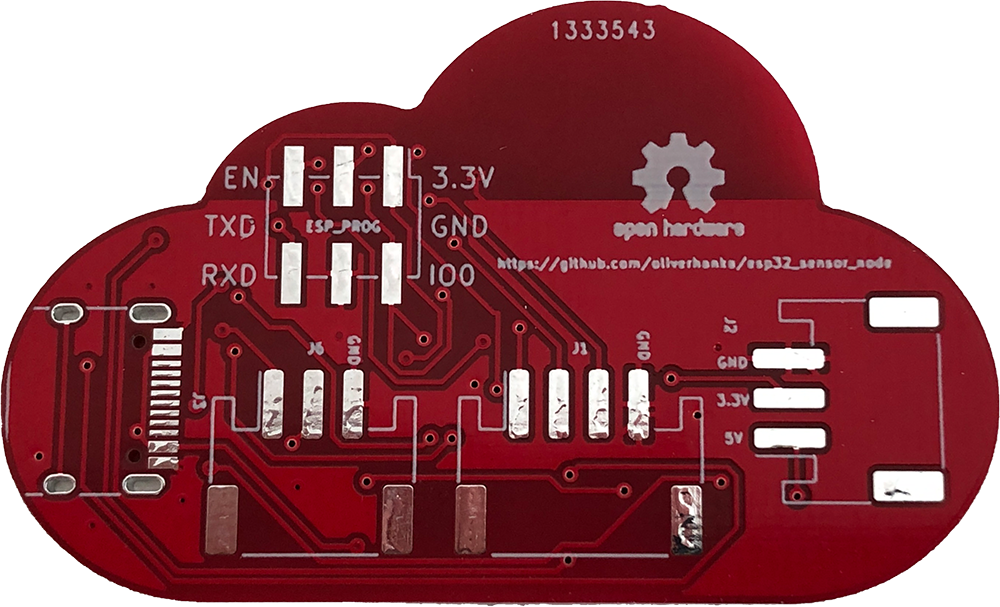 1333543
EN
3.3V
TXD
ESP_PROG
GND
RXD
IO0
open hardware
https://github.com/oliverhanka/esp32_sensor_node
J2
J6
GND
J1
GND
GND
J3
3.3V
5V